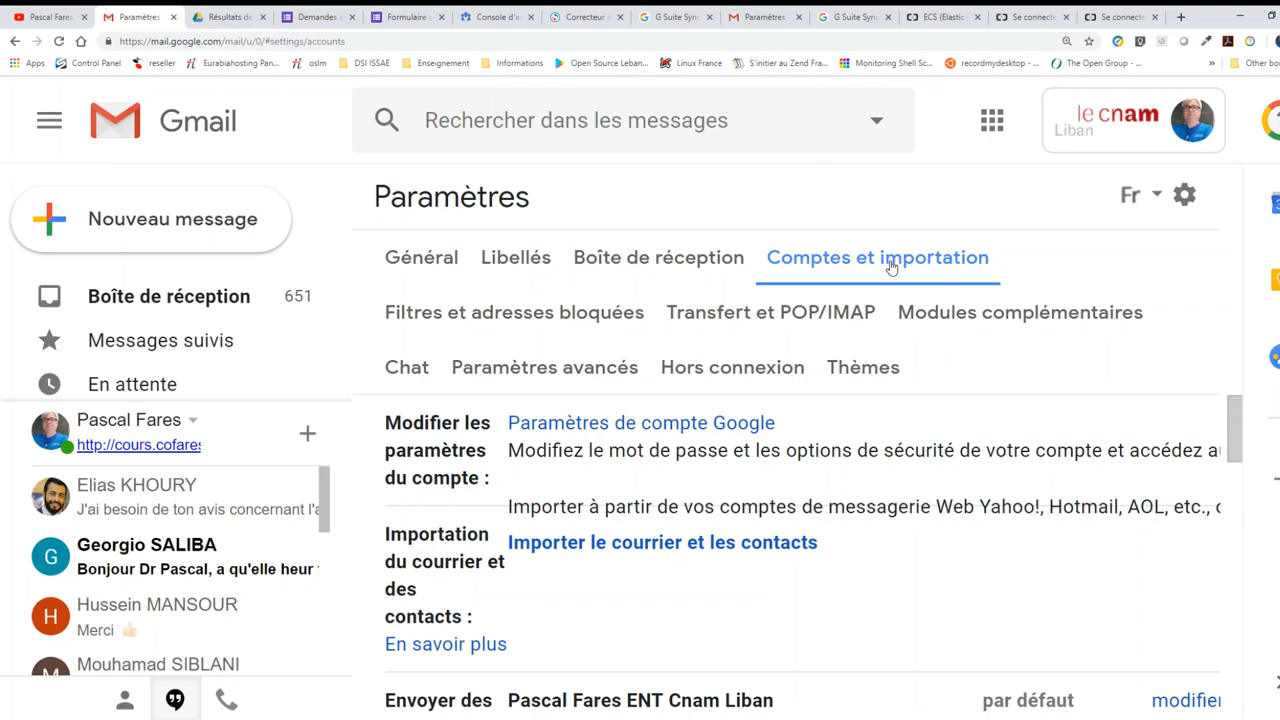 Pascal Fares
Paramètres
Résultats de
Demandes a
Formulaire s
Console d'a
Correcteur o
G Suite Sync
Paramètres
G Suite Sync
ECS (Elastic
Se connecte
Se connecte
https://mail.google.com/mail/u/0/#settings/accounts
Apps
Control Panel
reseller
Eurabiahosting Pan...
oslm
DSI ISSAE
Enseignement
Informations
Open Source Leban...
Linux France
S'initier au Zend Fra...
Monitoring Shell Sc...
recordmydesktop - ...
The Open Group - ...
»
Other bo
Gmail
Rechercher dans les messages
le cnam
Liban
Nouveau message
Boîte de réception 651
Messages suivis
En attente
Pascal Fares
http://cours.cofares
Elias KHOURY
J'ai besoin de ton avis concernant l'a
G
Georgio SALIBA
Bonjour Dr Pascal, a qu'elle heur
H
Hussein MANSOUR
Merci 👍🏻
M
Mouhamad SIBLANI
Paramètres
Fr
Général Libellés Boîte de réception Comptes et importation
Filtres et adresses bloquées Transfert et POP/IMAP Modules complémentaires
Chat Paramètres avancés Hors connexion Thèmes
Modifier les
paramètres
du compte :
Paramètres de compte Google
Modifiez le mot de passe et les options de sécurité de votre compte et accédez a
Importation
du courrier et
des
contacts :
En savoir plus
Importer à partir de vos comptes de messagerie Web Yahoo!, Hotmail, AOL, etc.,
Importer le courrier et les contacts
Envoyer des
Pascal Fares ENT Cnam Liban
par défaut
modifier